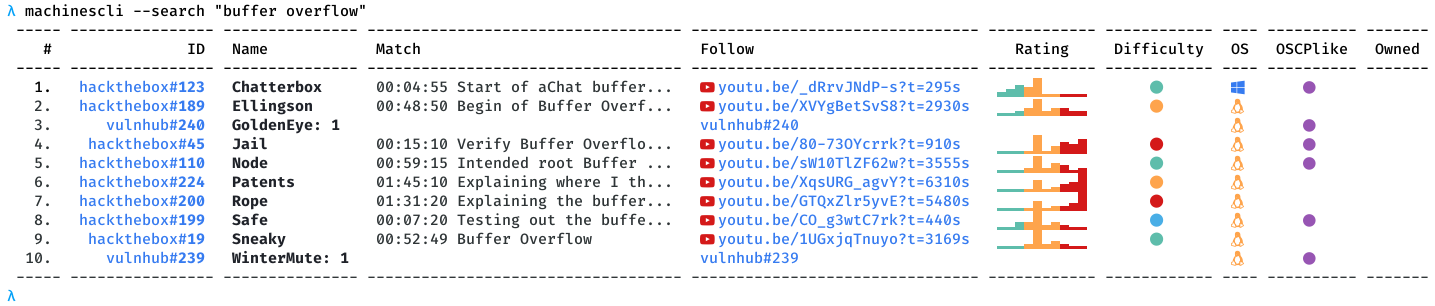 λ machinescli --search "buffer overflow"
----- --------------- -------------- ---------------------------------- ------------------------------- ----------- ----------- --- --------- ------
# ID Name Match Follow Rating Difficulty OS OSCPlike Owned
----- --------------- -------------- ---------------------------------- ------------------------------- ----------- ----------- --- --------- ------
1. hackthebox#123 Chatterbox 00:04:55 Start of aChat buffer... youtu.be/_dRrvJNdP-s?t=295s
2. hackthebox#189 Ellingson 00:48:50 Begin of Buffer Overf... youtu.be/XVYgBetSvS8?t=2930s
3. vulnhub#240 GoldenEye: 1 vulnhub#240
4. hackthebox#45 Jail 00:15:10 Verify Buffer Overflo... youtu.be/80-73OYcrrk?t=910s
5. hackthebox#110 Node 00:59:15 Intended root Buffer ... youtu.be/sW10TlZF62w?t=3555s
6. hackthebox#224 Patents 01:45:10 Explaining where I th... youtu.be/XqsURG_agvY?t=6310s
7. hackthebox#200 Rope 01:31:20 Explaining the buffer... youtu.be/GTQxZlr5yvE?t=5480s
8. hackthebox#199 Safe 00:07:20 Testing out the buffe... youtu.be/CO_g3wtC7rk?t=440s
9. hackthebox#19 Sneaky 00:52:49 Buffer Overflow youtu.be/1UGxjqTnuyo?t=3169s
10. vulnhub#239 WinterMute: 1 vulnhub#239
----- --------------- -------------- ---------------------------------- ------------------------------- ----------- ----------- --- --------- ------
λ